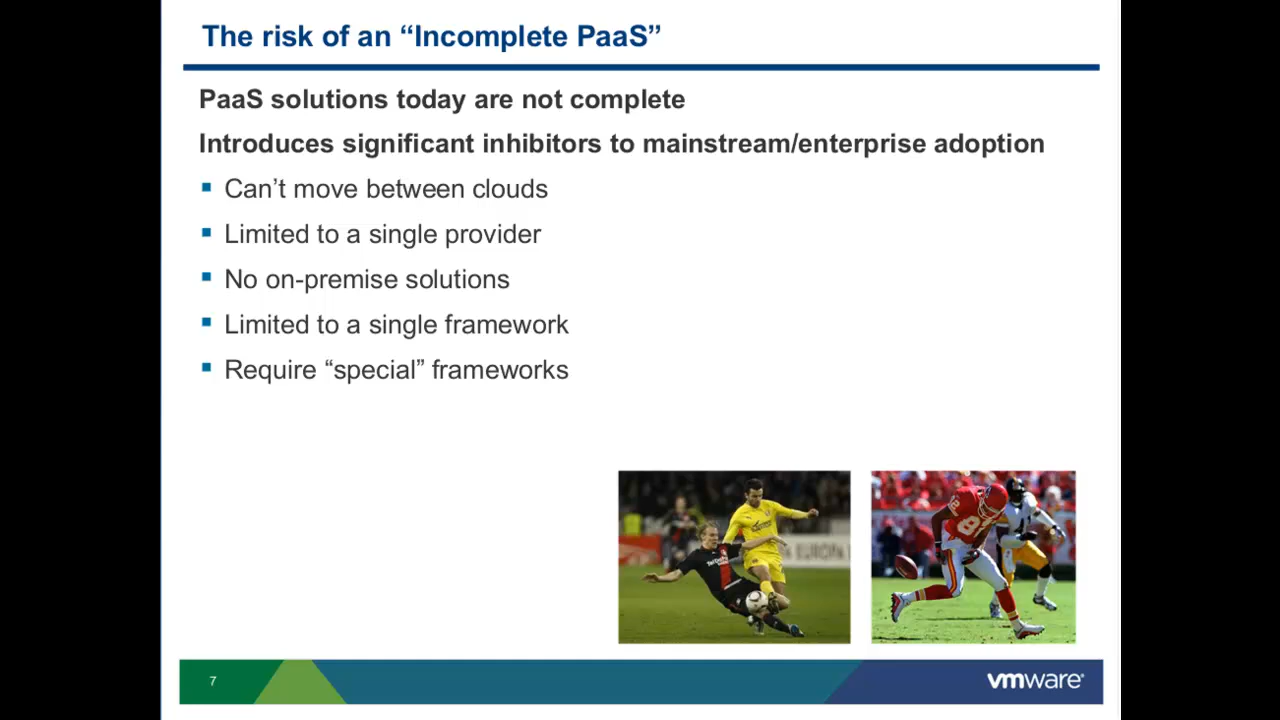 The risk of an “Incomplete PaaS”
PaaS solutions today are not complete
Introduces significant inhibitors to mainstream/enterprise adoption
Can’t move between clouds
Limited to a single provider
No on-premise solutions
Limited to a single framework
Require “special” frameworks
82
7
vmware®